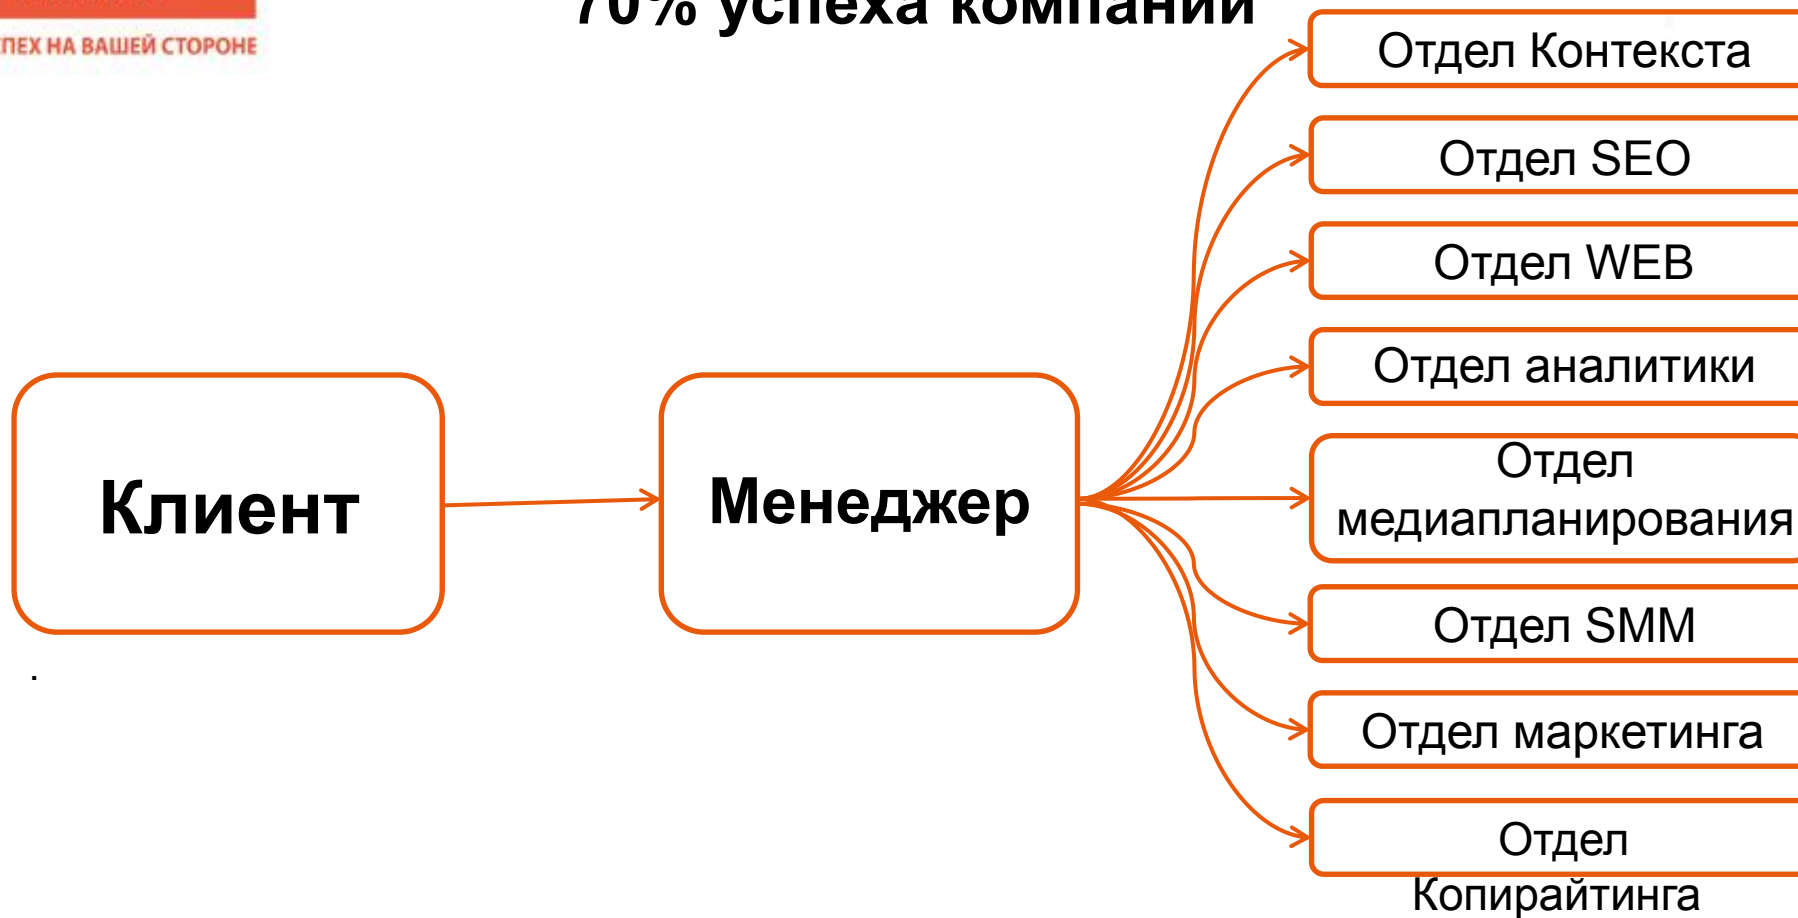 70% успеха компании
ПЕХ НА ВАШЕЙ СТОРОНЕ
Отдел Контекста
Отдел SEO
Отдел WEB
Отдел аналитики
Отдел
медиапланирования
Отдел SMM
Отдел маркетинга
Отдел
Копирайтинга
Клиент
Менеджер
.